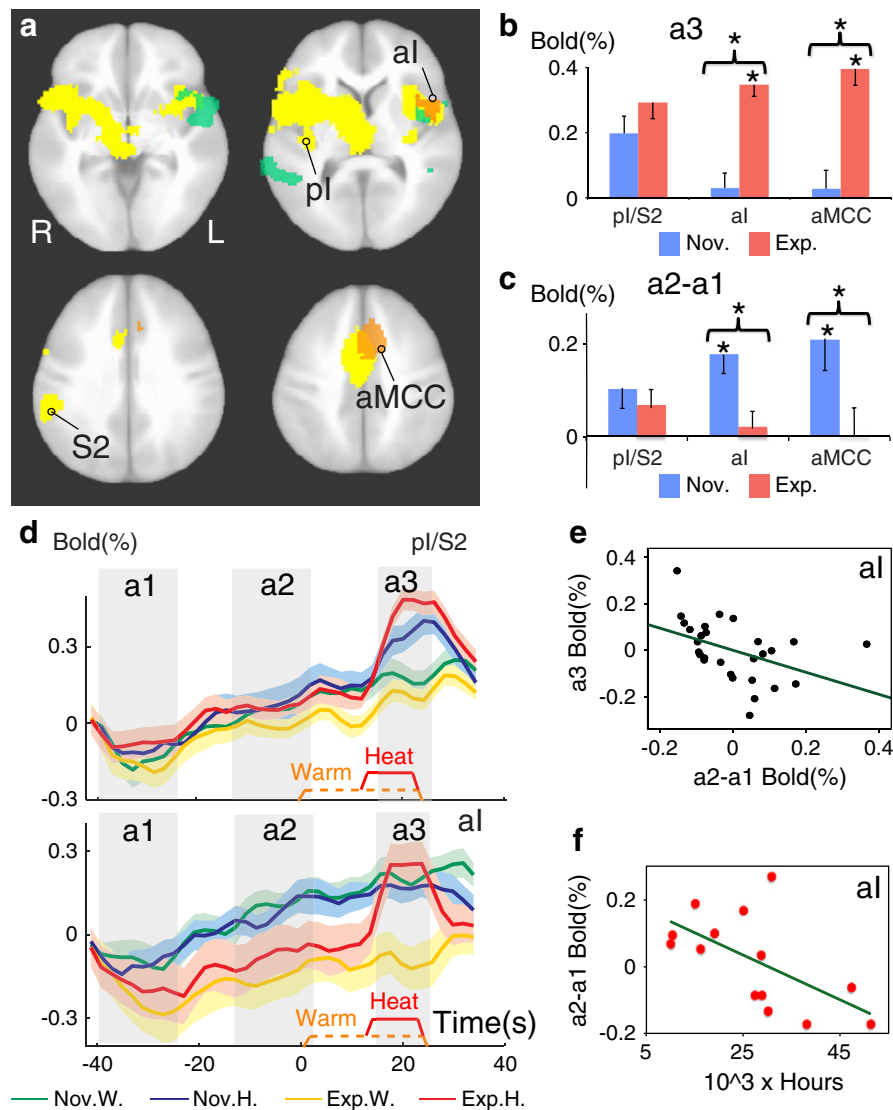 a
aI
pI
R
L
S2
aMCC
b
Bold(%)
a3
* *
* *
0.4
0.2
0
pI/S2 aI aMCC
Nov. Exp.
c
Bold(%)
a2-a1
* *
* *
0.2
0
pI/S2 aI aMCC
Nov. Exp.
d
Bold(%)
pI/S2
a1 a2 a3
0.3
0
-0.3
Heat
Warm
a1 a2 a3 aI
0.3
0
-0.3
Heat
Warm
Time(s)
-40 -20 0 20 40
Nov.W. Nov.H. Exp.W. Exp.H.
e
aI
a3 Bold(%)
0.4
0.2
0
-0.2
-0.2 0 0.2 0.4
a2-a1 Bold(%)
f
aI
a2-a1 Bold(%)
0.2
0
-0.2
5 25 45
10^3 x Hours